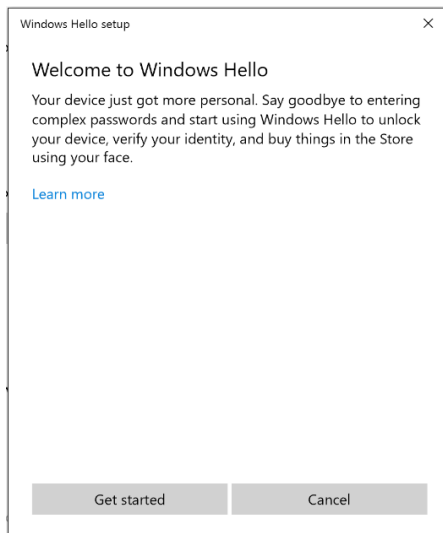 Windows Hello setup
Welcome to Windows Hello
Your device just got more personal. Say goodbye to entering
complex passwords and start using Windows Hello to unlock
your device, verify your identity, and buy things in the Store
using your face.
Learn more
Get started
Cancel